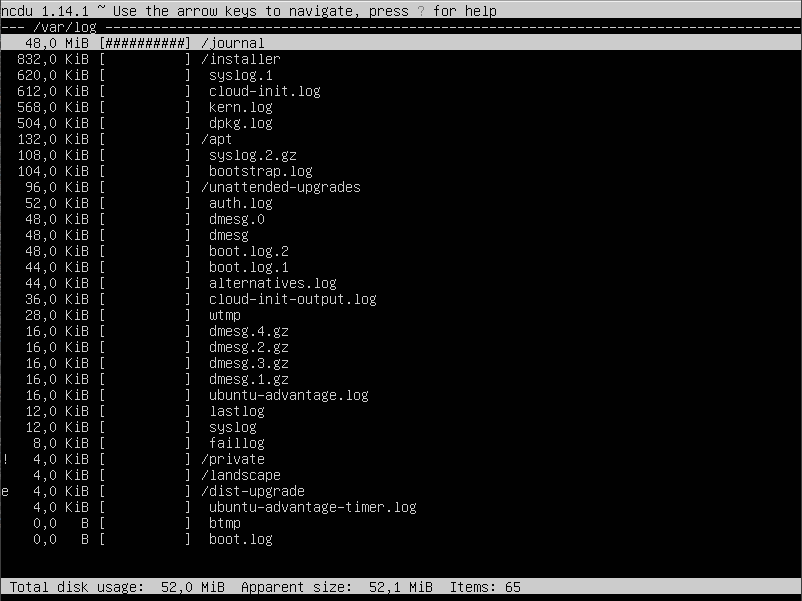 ncdu 1.14.1 ~ Use the arrow keys to navigate, press ? for help
--- /var/log ----------------------------------------------------------------------------------------
   48,0 MiB [##########] /journal
  832,0 KiB [          ] /installer
  620,0 KiB [          ]  syslog.1
  612,0 KiB [          ]  cloud-init.log
  568,0 KiB [          ]  kern.log
  504,0 KiB [          ]  dpkg.log
  132,0 KiB [          ] /apt
  108,0 KiB [          ]  syslog.2.gz
  104,0 KiB [          ]  bootstrap.log
   96,0 KiB [          ] /unattended-upgrades
   52,0 KiB [          ]  auth.log
   48,0 KiB [          ]  dmesg.0
   48,0 KiB [          ]  dmesg
   48,0 KiB [          ]  boot.log.2
   44,0 KiB [          ]  boot.log.1
   44,0 KiB [          ]  alternatives.log
   36,0 KiB [          ]  cloud-init-output.log
   28,0 KiB [          ]  wtmp
   16,0 KiB [          ]  dmesg.4.gz
   16,0 KiB [          ]  dmesg.2.gz
   16,0 KiB [          ]  dmesg.3.gz
   16,0 KiB [          ]  dmesg.1.gz
   16,0 KiB [          ]  ubuntu-advantage.log
   12,0 KiB [          ]  lastlog
   12,0 KiB [          ]  syslog
    8,0 KiB [          ]  faillog
!   4,0 KiB [          ] /private
    4,0 KiB [          ] /landscape
e   4,0 KiB [          ] /dist-upgrade
    4,0 KiB [          ]  ubuntu-advantage-timer.log
    0,0   B [          ]  btmp
    0,0   B [          ]  boot.log
 Total disk usage:  52,0 MiB  Apparent size:  52,1 MiB  Items: 65